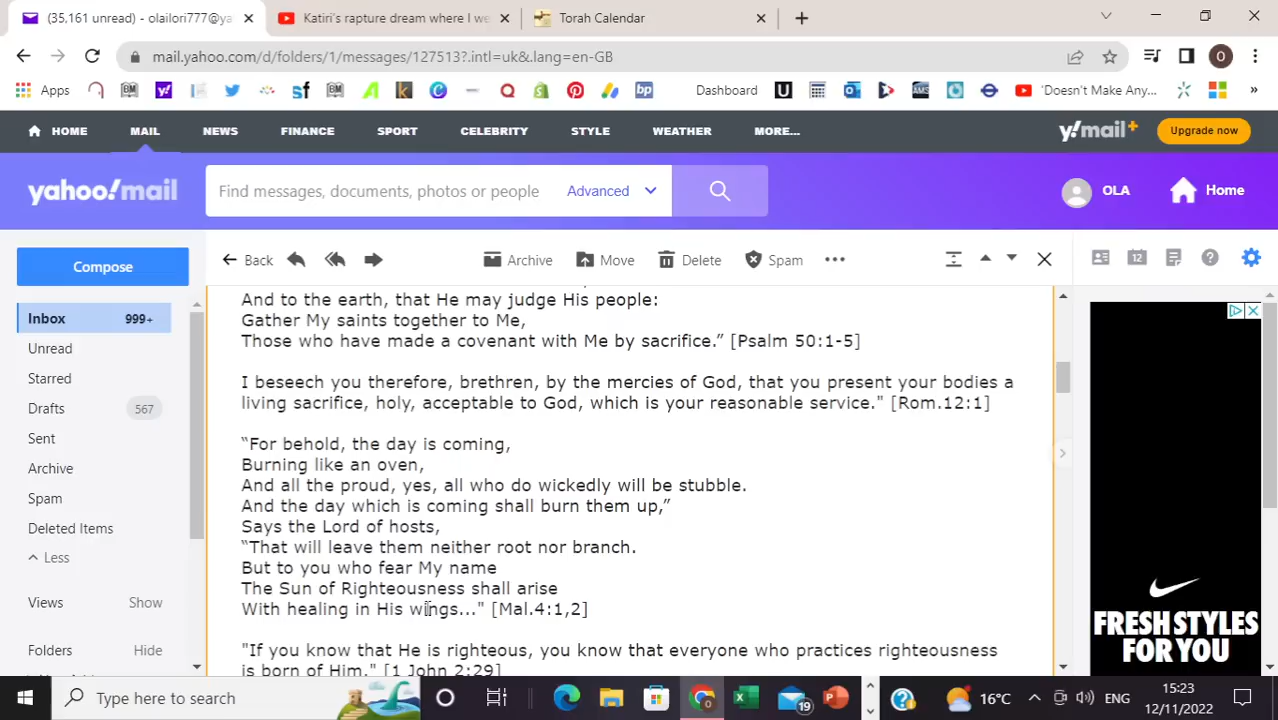 (35,161 unread) - olailori777@ya
Katiri's rapture dream where I we
Torah Calendar
mail.yahoo.com/d/folders/1/messages/127513?.intl=uk&.lang=en-GB
O
Apps
Dashboard
'Doesn't Make Any...
HOME
MAIL
NEWS
FINANCE
SPORT
CELEBRITY
STYLE
WEATHER
MORE...
y!mail+
Upgrade now
yahoo!mail
Find messages, documents, photos or people
Advanced
OLA
Home
Compose
Back
Archive
Move
Delete
Spam
12
Inbox 999+
Unread
Starred
Drafts 567
Sent
Archive
Spam
Deleted Items
Less
Views Show
Folders Hide
And to the earth, that He may judge His people:
Gather My saints together to Me,
Those who have made a covenant with Me by sacrifice.” [Psalm 50:1-5]
I beseech you therefore, brethren, by the mercies of God, that you present your bodies a
living sacrifice, holy, acceptable to God, which is your reasonable service." [Rom.12:1]
“For behold, the day is coming,
Burning like an oven,
And all the proud, yes, all who do wickedly will be stubble.
And the day which is coming shall burn them up,”
Says the Lord of hosts,
“That will leave them neither root nor branch.
But to you who fear My name
The Sun of Righteousness shall arise
With healing in His wings..." [Mal.4:1,2]
"If you know that He is righteous, you know that everyone who practices righteousness
is born of Him." [1 John 2:29]
FRESH STYLES
FOR YOU
Type here to search
19
16°C
ENG
15:23
12/11/2022